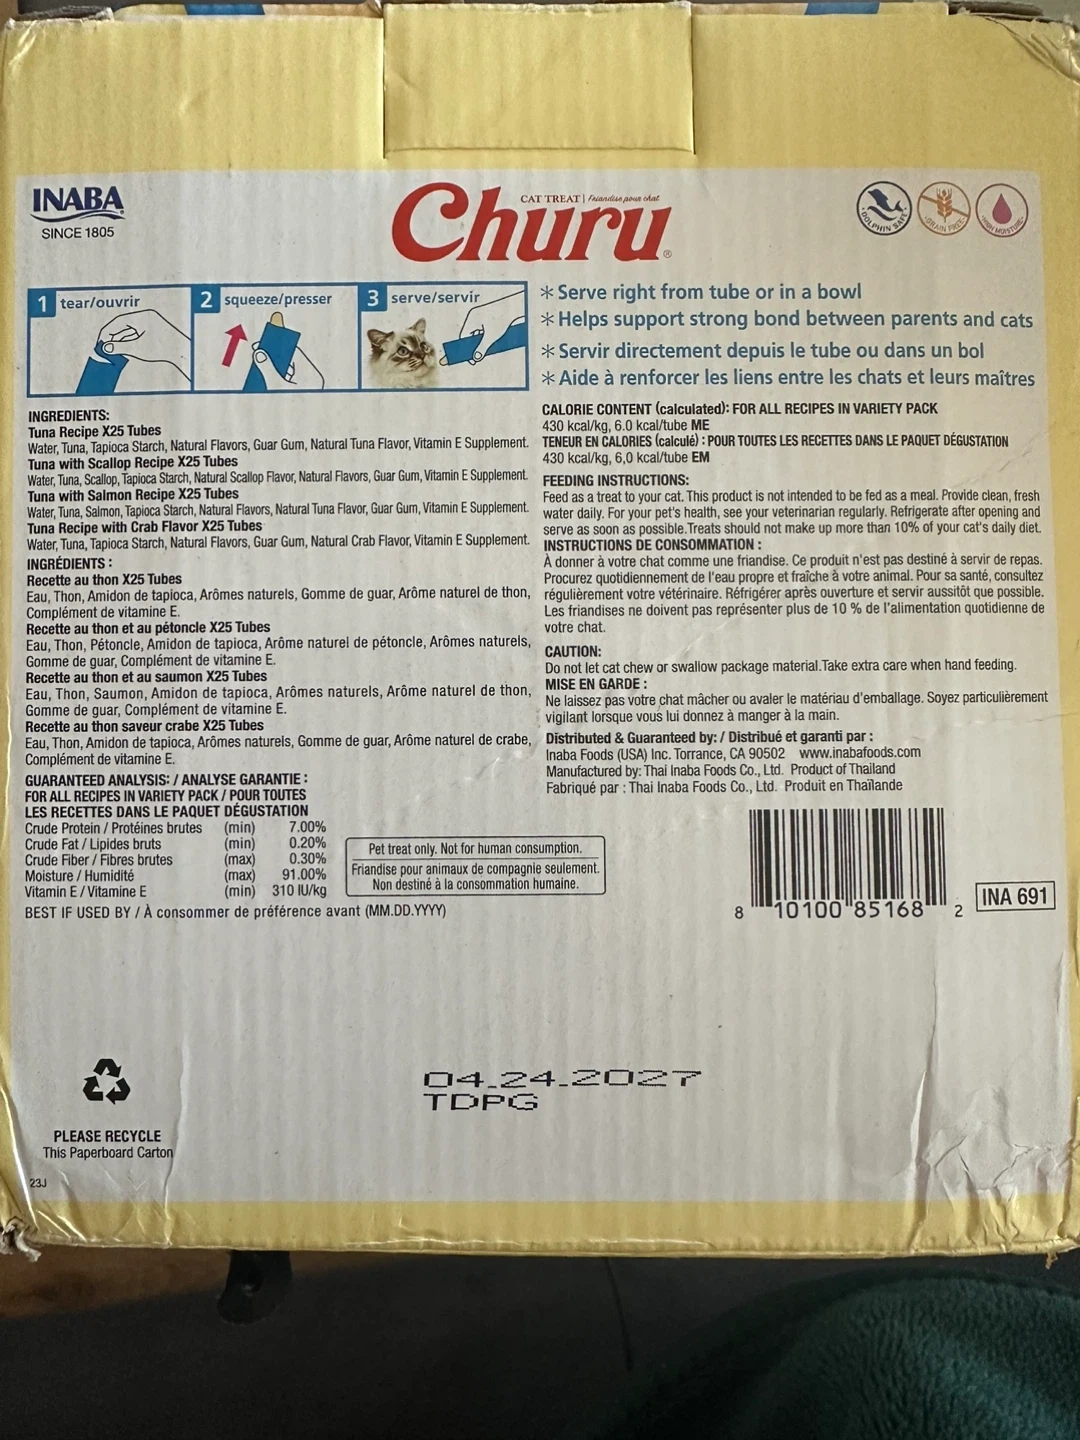 INABA
SINCE 1805
CAT TREAT | Friandise pour chat
Churu®
DOLPHIN SAFE
GRAIN FREE
HIGH MOISTURE
1 tear/ouvrir
2 squeeze/presser
3 serve/servir
* Serve right from tube or in a bowl
* Helps support strong bond between parents and cats
* Servir directement depuis le tube ou dans un bol
* Aide à renforcer les liens entre les chats et leurs maîtres
INGREDIENTS:
Tuna Recipe X25 Tubes
Water, Tuna, Tapioca Starch, Natural Flavors, Guar Gum, Natural Tuna Flavor, Vitamin E Supplement.
Tuna with Scallop Recipe X25 Tubes
Water, Tuna, Scallop, Tapioca Starch, Natural Scallop Flavor, Natural Flavors, Guar Gum, Vitamin E Supplement.
Tuna with Salmon Recipe X25 Tubes
Water, Tuna, Salmon, Tapioca Starch, Natural Flavors, Natural Tuna Flavor, Guar Gum, Vitamin E Supplement.
Tuna Recipe with Crab Flavor X25 Tubes
Water, Tuna, Tapioca Starch, Natural Flavors, Guar Gum, Natural Crab Flavor, Vitamin E Supplement.
INGRÉDIENTS :
Recette au thon X25 Tubes
Eau, Thon, Amidon de tapioca, Arômes naturels, Gomme de guar, Arôme naturel de thon,
Complément de vitamine E.
Recette au thon et au pétoncle X25 Tubes
Eau, Thon, Pétoncle, Amidon de tapioca, Arôme naturel de pétoncle, Arômes naturels,
Gomme de guar, Complément de vitamine E.
Recette au thon et au saumon X25 Tubes
Eau, Thon, Saumon, Amidon de tapioca, Arômes naturels, Arôme naturel de thon,
Gomme de guar, Complément de vitamine E.
Recette au thon saveur crabe X25 Tubes
Eau, Thon, Amidon de tapioca, Arômes naturels, Gomme de guar, Arôme naturel de crabe,
Complément de vitamine E.
GUARANTEED ANALYSIS: / ANALYSE GARANTIE :
FOR ALL RECIPES IN VARIETY PACK / POUR TOUTES
LES RECETTES DANS LE PAQUET DÉGUSTATION
Crude Protein / Protéines brutes (min) 7.00%
Crude Fat / Lipides bruts (min) 0.20%
Crude Fiber / Fibres brutes (max) 0.30%
Moisture / Humidité (max) 91.00%
Vitamin E / Vitamine E (min) 310 IU/kg
Pet treat only. Not for human consumption.
Friandise pour animaux de compagnie seulement.
Non destiné à la consommation humaine.
BEST IF USED BY / À consommer de préférence avant (MM.DD.YYYY)
CALORIE CONTENT (calculated): FOR ALL RECIPES IN VARIETY PACK
430 kcal/kg, 6.0 kcal/tube ME
TENEUR EN CALORIES (calculé) : POUR TOUTES LES RECETTES DANS LE PAQUET DÉGUSTATION
430 kcal/kg, 6,0 kcal/tube EM
FEEDING INSTRUCTIONS:
Feed as a treat to your cat. This product is not intended to be fed as a meal. Provide clean, fresh
water daily. For your pet's health, see your veterinarian regularly. Refrigerate after opening and
serve as soon as possible.Treats should not make up more than 10% of your cat's daily diet.
INSTRUCTIONS DE CONSOMMATION :
À donner à votre chat comme une friandise. Ce produit n'est pas destiné à servir de repas.
Procurez quotidiennement de l'eau propre et fraîche à votre animal. Pour sa santé, consultez
régulièrement votre vétérinaire. Réfrigérer après ouverture et servir aussitôt que possible.
Les friandises ne doivent pas représenter plus de 10 % de l'alimentation quotidienne de
votre chat.
CAUTION:
Do not let cat chew or swallow package material.Take extra care when hand feeding.
MISE EN GARDE :
Ne laissez pas votre chat mâcher ou avaler le matériau d'emballage. Soyez particulièrement
vigilant lorsque vous lui donnez à manger à la main.
Distributed & Guaranteed by: / Distribué et garanti par :
Inaba Foods (USA) Inc. Torrance, CA 90502 www.inabafoods.com
Manufactured by: Thai Inaba Foods Co., Ltd. Product of Thailand
Fabriqué par : Thai Inaba Foods Co., Ltd. Produit en Thaïlande
8 10100 85168 2
INA 691
04.24.2027
TDPG
PLEASE RECYCLE
This Paperboard Carton
23J